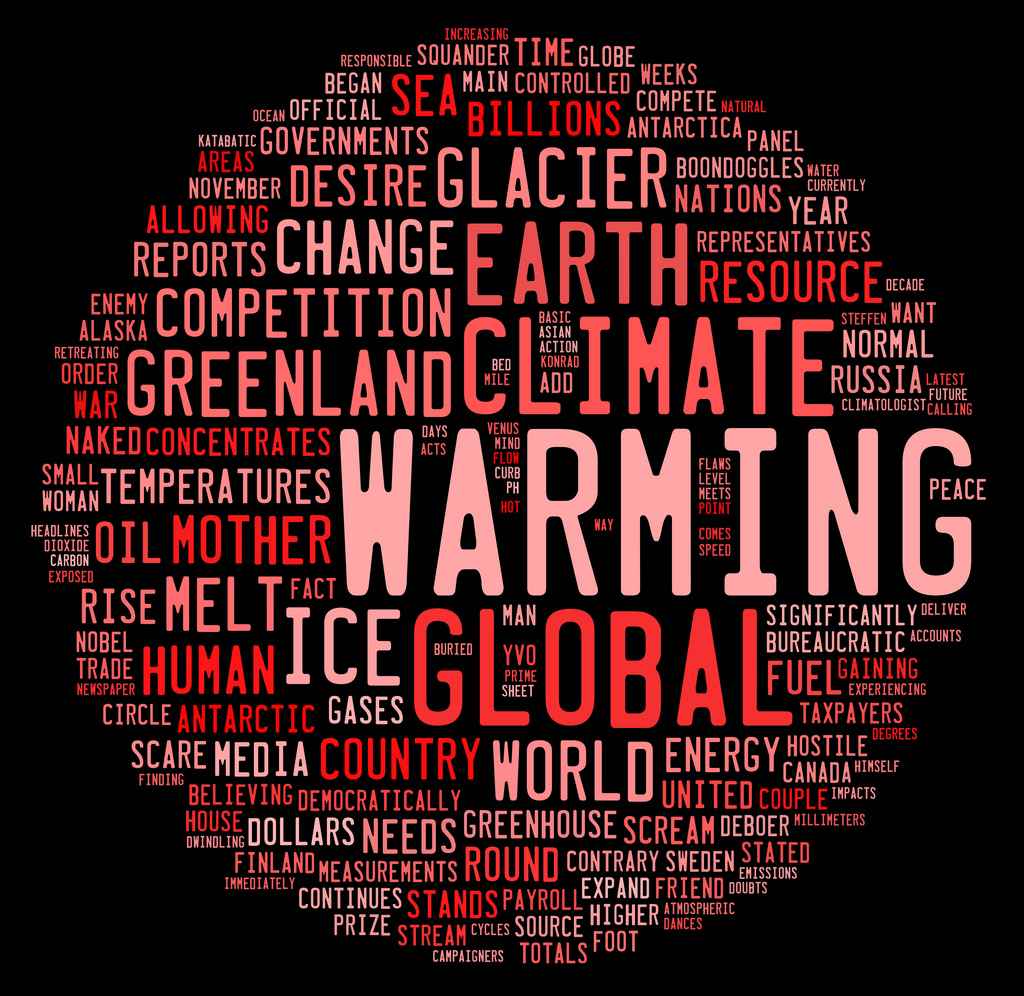 INCREASING
RESPONSIBLE SQUANDER TIME GLOBE
BEGAN SEA MAIN CONTROLLED WEEKS
OCEAN OFFICIAL BILLIONS COMPETE NATURAL
KATABATIC GOVERNMENTS ANTARCTICA PANEL
AREAS DESIRE GLACIER BOONDOGGLES WATER
NOVEMBER NATIONS CURRENTLY
ALLOWING YEAR
REPORTS CHANGE EARTH REPRESENTATIVES
RESOURCE DECADE
ENEMY COMPETITION BASIC STEFFEN WANT
ALASKA CLIMATE ASIAN NORMAL
RETREATING GREENLAND ACTION
ORDER BED KONRAD RUSSIA LATEST
MILE ADD FUTURE
WAR CLIMATOLOGIST CALLING
NAKED CONCENTRATES DAYS VENUS
ACTS MIND
WARMING
SMALL TEMPERATURES FLOW FLAWS
CURB LEVEL
WOMAN PH MEETS PEACE
HOT POINT
HEADLINES OIL MOTHER WAY COMES
DIOXIDE SPEED
CARBON
EXPOSED
RISE MELT FACT
ICE GLOBAL MAN SIGNIFICANTLY DELIVER
NOBEL BURIED YVO BUREAUCRATIC ACCOUNTS
TRADE HUMAN PRIME FUEL GAINING
NEWSPAPER SHEET EXPERIENCING
CIRCLE ANTARCTIC GASES TAXPAYERS
DEGREES
SCARE MEDIA COUNTRY WORLD ENERGY HOSTILE
FINDING CANADA HIMSELF
BELIEVING DEMOCRATICALLY UNITED COUPLE IMPACTS
HOUSE DOLLARS NEEDS GREENHOUSE SCREAM DEBOER MILLIMETERS
DWINDLING
FINLAND MEASUREMENTS ROUND CONTRARY SWEDEN STATED
IMMEDIATELY EMISSIONS
CONTINUES STANDS PAYROLL EXPAND FRIEND DOUBTS
PRIZE SOURCE HIGHER ATMOSPHERIC
STREAM CYCLES DANCES
CAMPAIGNERS TOTALS FOOT